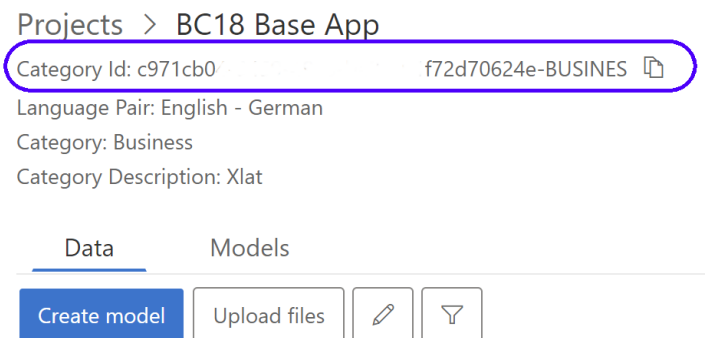 Projects > BC18 Base App
Category Id: c971cb0 f72d70624e-BUSINES
Language Pair: English - German
Category: Business
Category Description: Xlat
Data Models
Create model Upload files